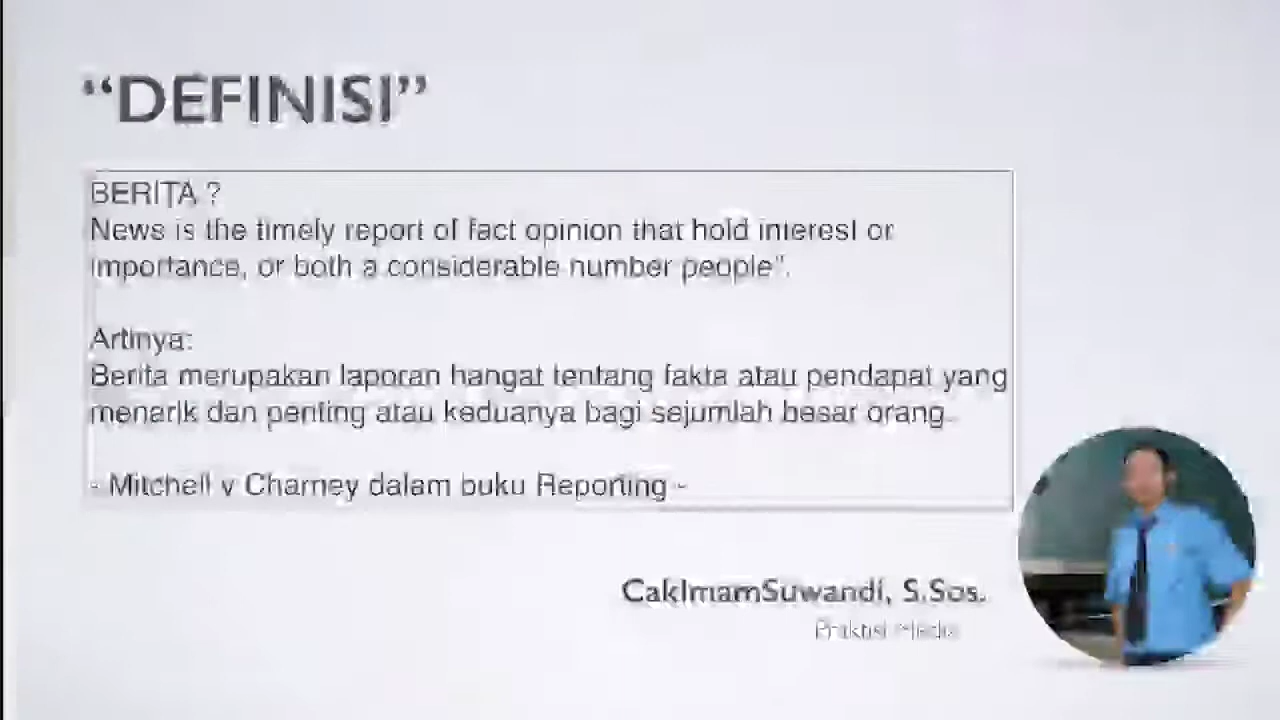 “DEFINISI”
BERITA ?
News is the timely report of fact opinion that hold interest or
importance, or both a considerable number people”.
Artinya:
Berita merupakan laporan hangat tentang fakta atau pendapat yang
menarik dan penting atau keduanya bagi sejumlah besar orang.
- Mitchell v Charney dalam buku Reporting -
CakImamSuwandi, S.Sos.
Praktisi Media